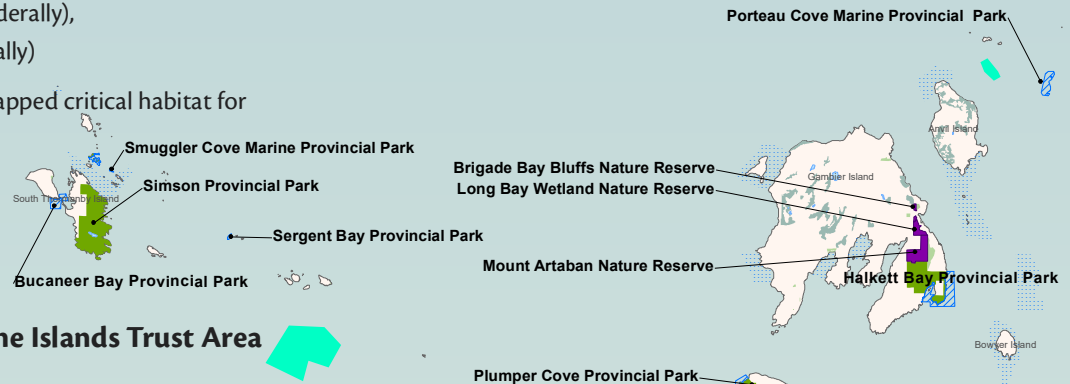 derally),
ally)
apped critical habitat for
Porteau Cove Marine Provincial Park
Anvil Island
Smuggler Cove Marine Provincial Park
Simson Provincial Park
Brigade Bay Bluffs Nature Reserve
Gambier Island
Long Bay Wetland Nature Reserve
Sergent Bay Provincial Park
Mount Artaban Nature Reserve
Bucaneer Bay Provincial Park
Halkett Bay Provincial Park
ne Islands Trust Area
Bowyer Island
Plumper Cove Provincial Park